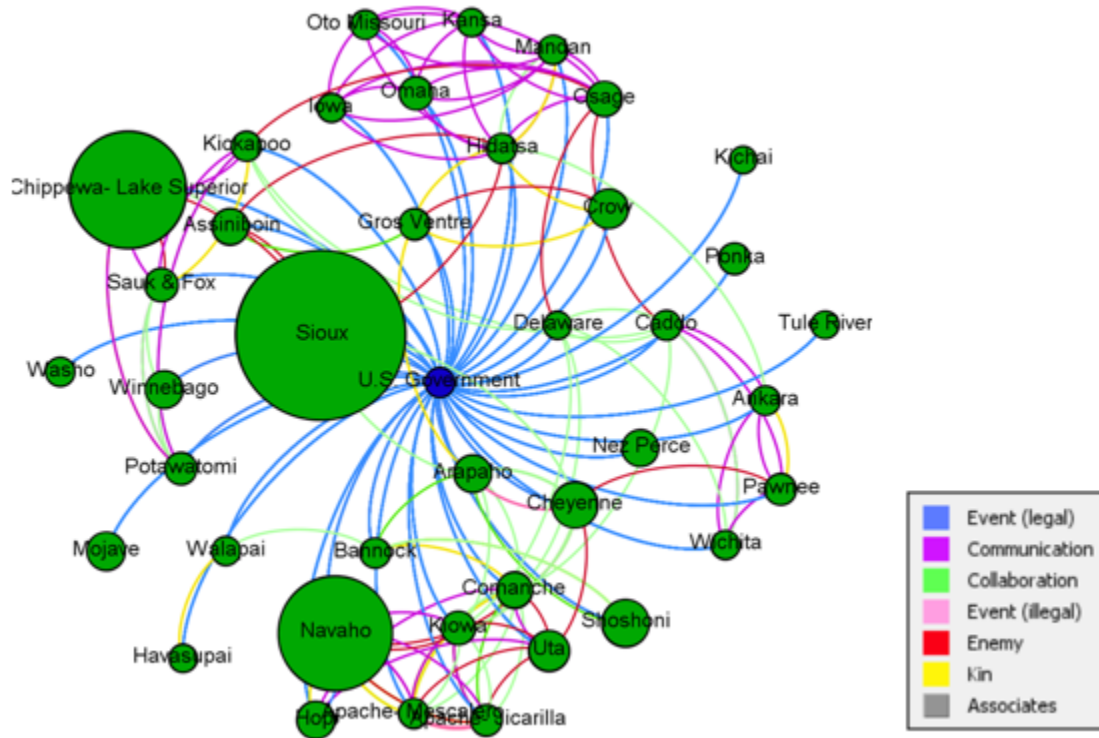 Oto Missouri
Kansa
Mandan
Iowa
Omaha
Osage
Kickapoo
Hidatsa
Kichai
Chippewa- Lake Superior
Assiniboin
Gros Ventre
Crow
Ponka
Sauk & Fox
Sioux
Delaware
Caddo
Tule River
Washo
Winnebago
U.S. Government
Arikara
Nez Perce
Potawatomi
Arapaho
Cheyenne
Pawnee
Mojave
Walapai
Bannock
Wichita
Comanche
Shoshoni
Navaho
Kiowa
Uta
Havasupai
Hopi
Apache- Mescalero
Apache- Jicarilla
Event (legal)
Communication
Collaboration
Event (illegal)
Enemy
Kin
Associates